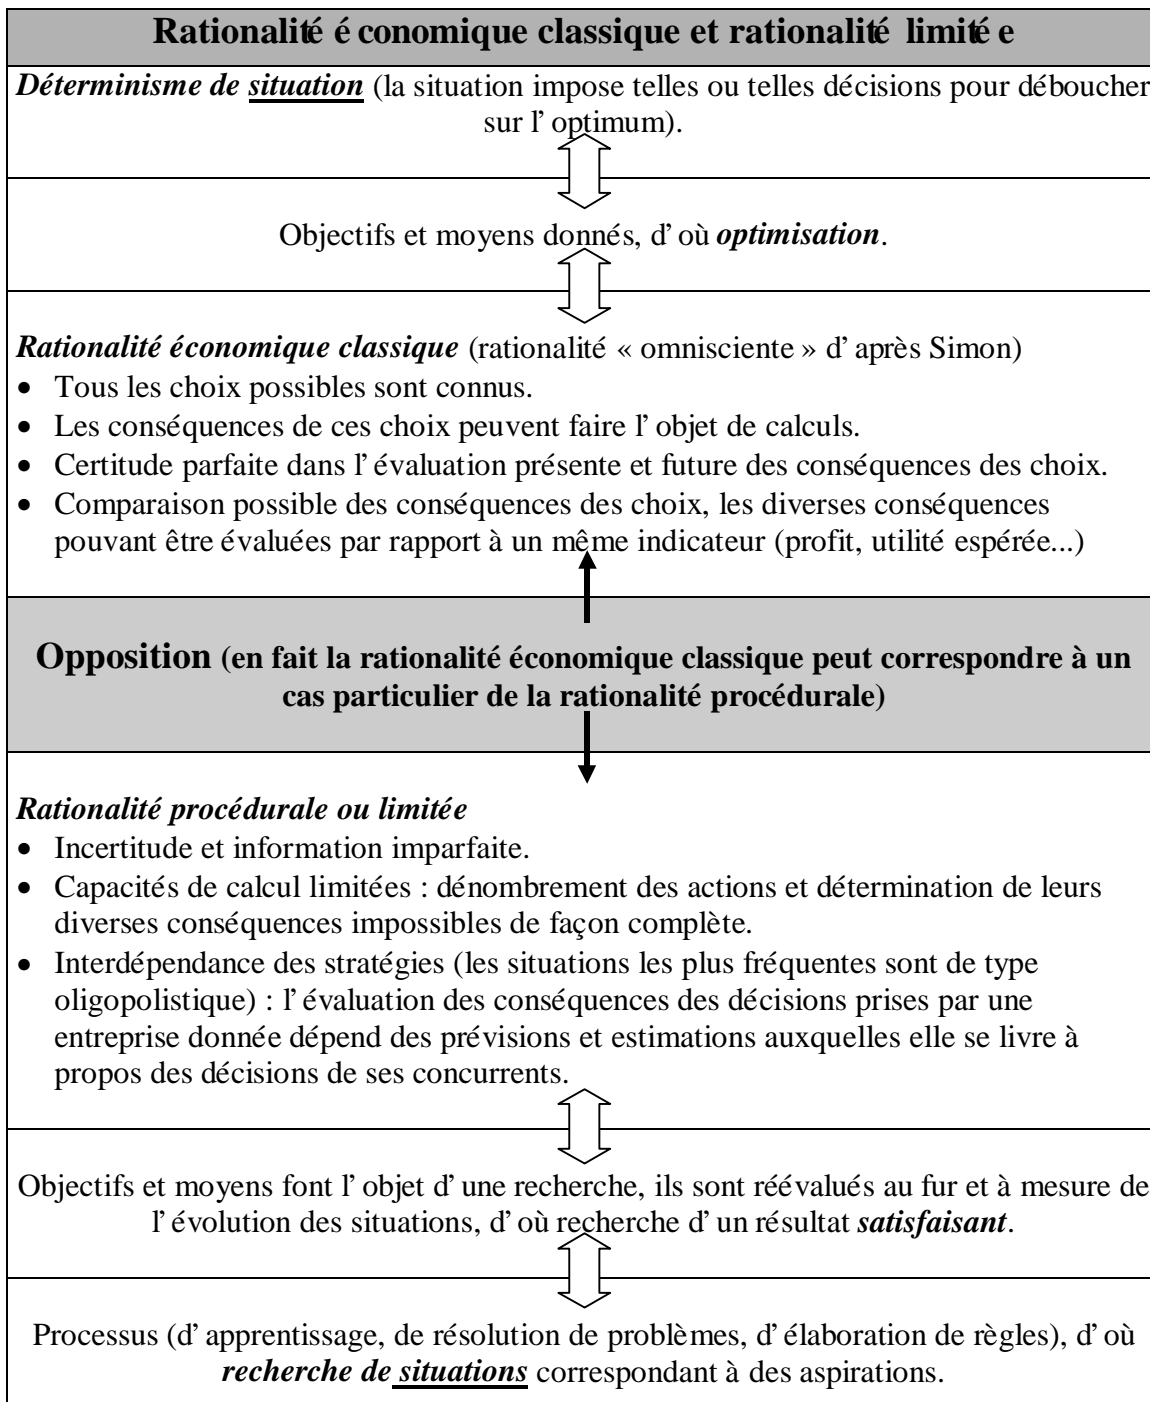 Rationalité économique classique et rationalité limitée
Déterminisme de situation (la situation impose telles ou telles décisions pour déboucher
sur l'optimum).
Objectifs et moyens donnés, d'où optimisation.
Rationalité économique classique (rationalité « omnisciente » d'après Simon)
• Tous les choix possibles sont connus.
• Les conséquences de ces choix peuvent faire l'objet de calculs.
• Certitude parfaite dans l'évaluation présente et future des conséquences des choix.
• Comparaison possible des conséquences des choix, les diverses conséquences
pouvant être évaluées par rapport à un même indicateur (profit, utilité espérée...)
Opposition (en fait la rationalité économique classique peut correspondre à un
cas particulier de la rationalité procédurale)
Rationalité procédurale ou limitée
• Incertitude et information imparfaite.
• Capacités de calcul limitées : dénombrement des actions et détermination de leurs
diverses conséquences impossibles de façon complète.
• Interdépendance des stratégies (les situations les plus fréquentes sont de type
oligopolistique) : l'évaluation des conséquences des décisions prises par une
entreprise donnée dépend des prévisions et estimations auxquelles elle se livre à
propos des décisions de ses concurrents.
Objectifs et moyens font l'objet d'une recherche, ils sont réévalués au fur et à mesure de
l'évolution des situations, d'où recherche d'un résultat satisfaisant.
Processus (d'apprentissage, de résolution de problèmes, d'élaboration de règles), d'où
recherche de situations correspondant à des aspirations.